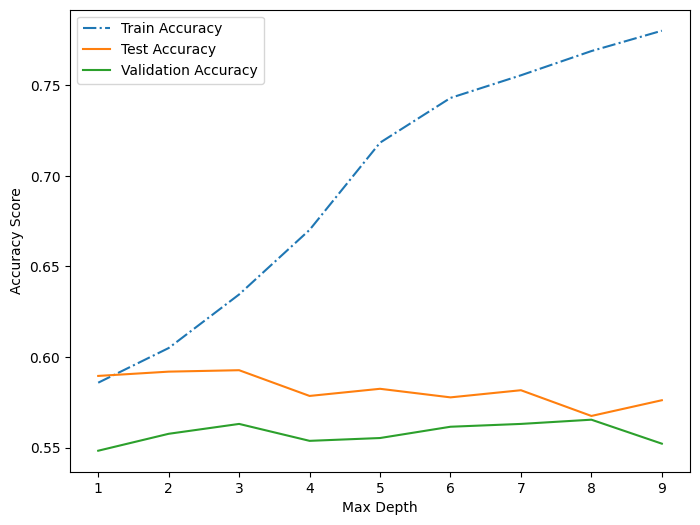 Train Accuracy
Test Accuracy
Validation Accuracy
0.75
0.70
0.65
0.60
0.55
Accuracy Score
1 2 3 4 5 6 7 8 9
Max Depth